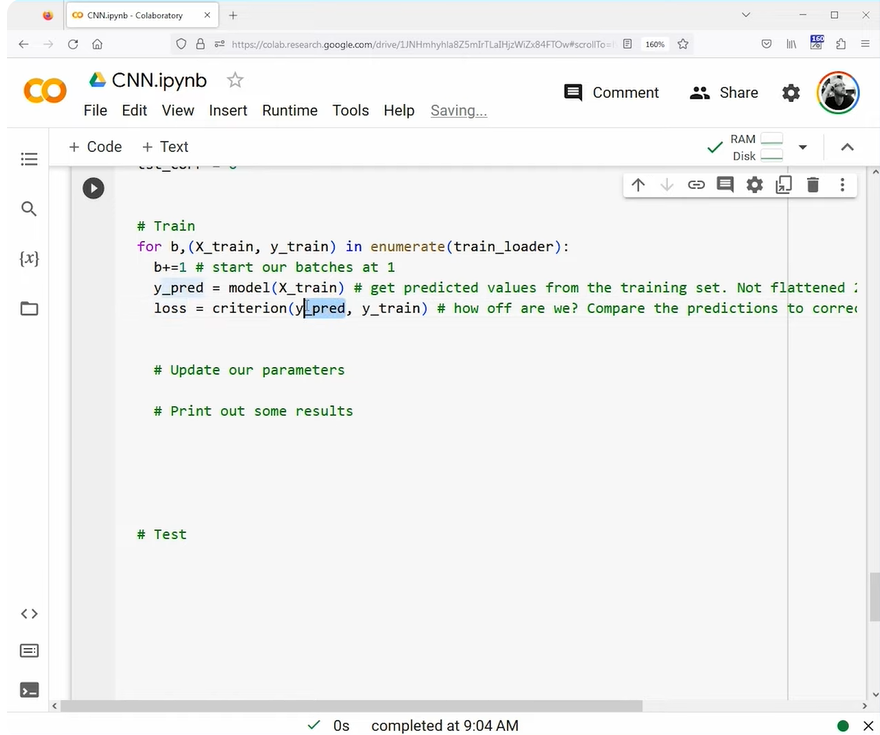 CNN.ipynb - Colaboratory
https://colab.research.google.com/drive/1JNHmhyhla8Z5mIrTLaIHjzWiZx84FTOw#scrollTo=
160%
160
CNN.ipynb
Comment
Share
File Edit View Insert Runtime Tools Help Saving...
+ Code + Text
RAM
Disk
# Train
for b,(X_train, y_train) in enumerate(train_loader):
b+=1 # start our batches at 1
y_pred = model(X_train) # get predicted values from the training set. Not flattened 2
loss = criterion(y_pred, y_train) # how off are we? Compare the predictions to correc
# Update our parameters
# Print out some results
# Test
0s completed at 9:04 AM